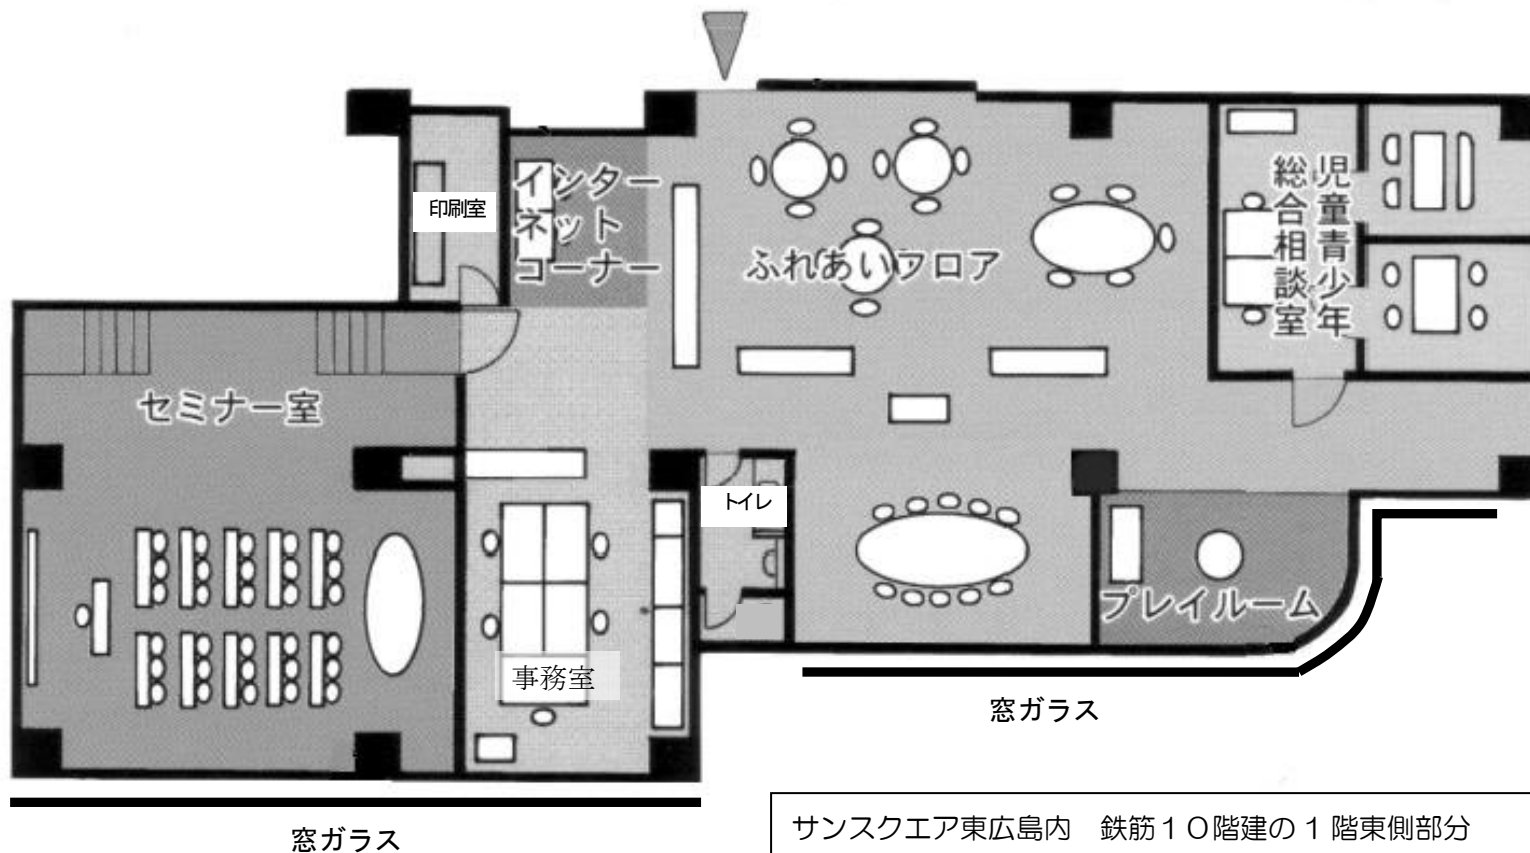 印刷室
インター
ネット
コーナー
ふれあいフロア
児童青少年
総合相談室
セミナー室
トイレ
プレイルーム
事務室
窓ガラス
窓ガラス
サンスクエア東広島内　鉄筋１０階建の１階東側部分